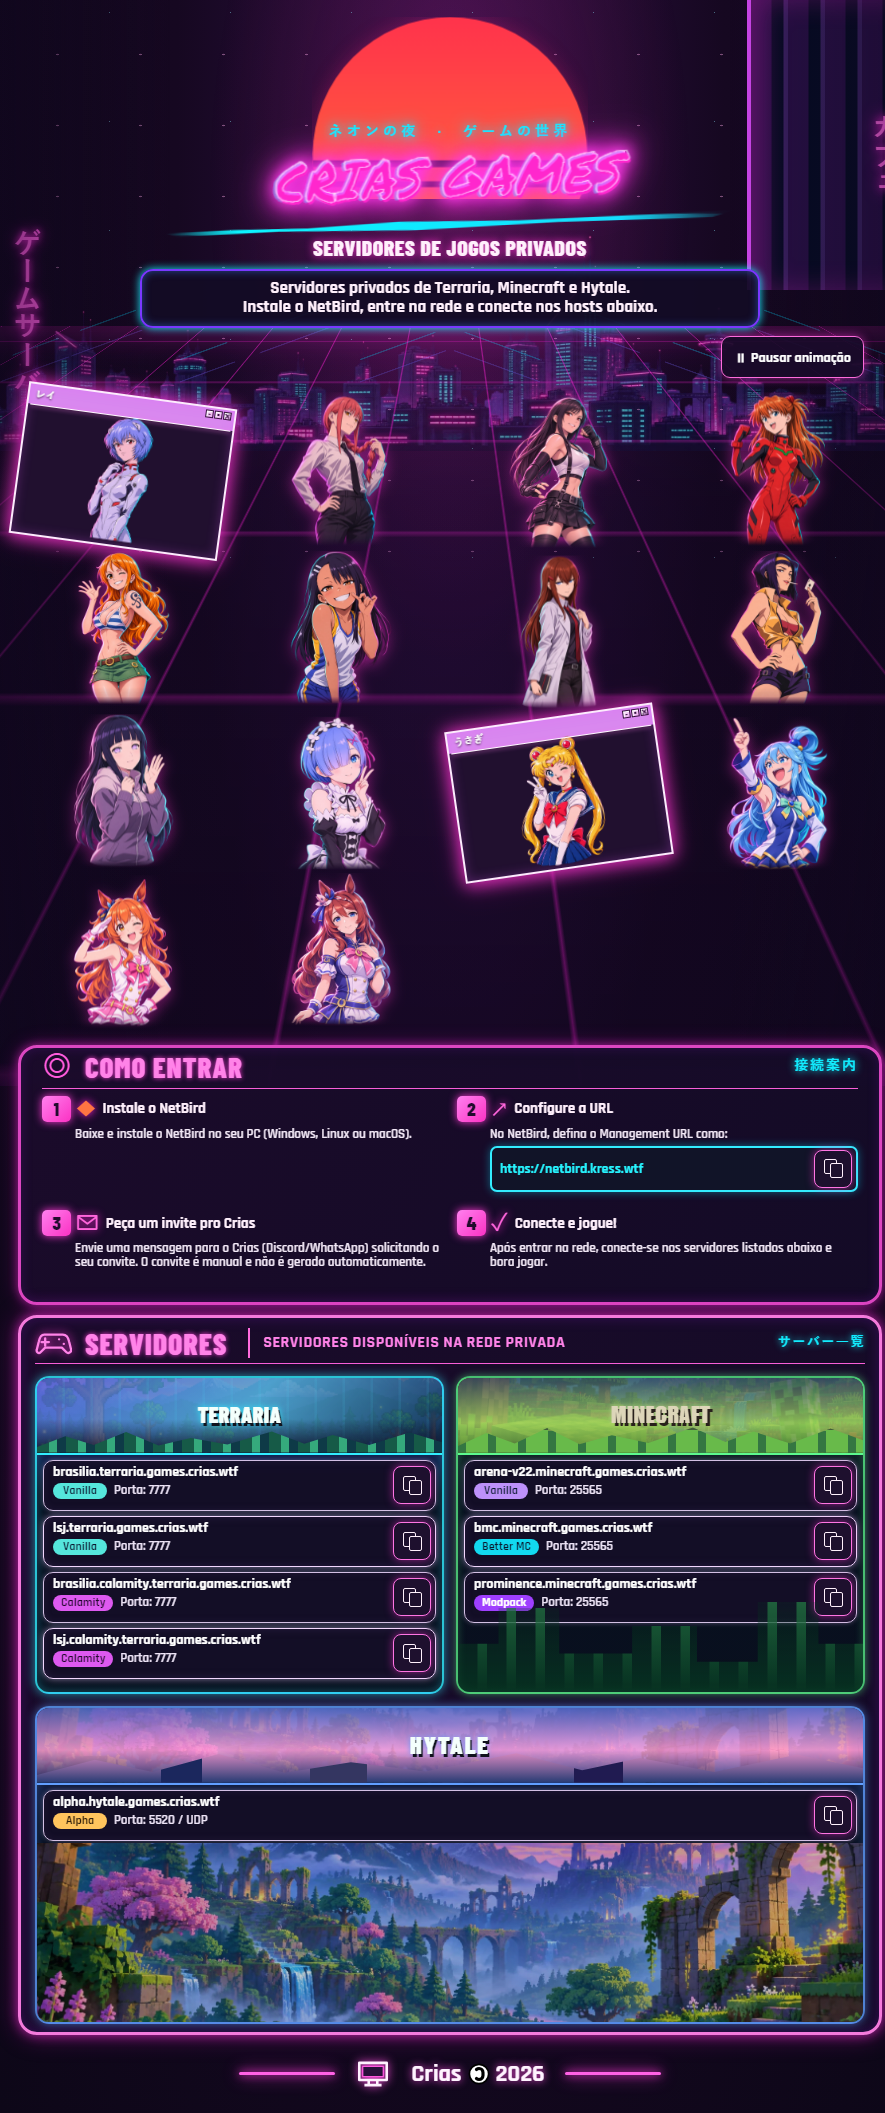 ネオンの夜 · ゲームの世界
CRIAS GAMES
SERVIDORES DE JOGOS PRIVADOS
Servidores privados de Terraria, Minecraft e Hytale.
Instale o NetBird, entre na rede e conecte nos hosts abaixo.
ゲームサーバ
Pausar animação
レイ
うさぎ
COMO ENTRAR
接続案内
1 Instale o NetBird
Baixe e instale o NetBird no seu PC (Windows, Linux ou macOS).
2 Configure a URL
No NetBird, defina o Management URL como:
https://netbird.kress.wtf
3 Peça um invite pro Crias
Envie uma mensagem para o Crias (Discord/WhatsApp) solicitando o
seu convite. O convite é manual e não é gerado automaticamente.
4 Conecte e jogue!
Após entrar na rede, conecte-se nos servidores listados abaixo e
bora jogar.
SERVIDORES
SERVIDORES DISPONÍVEIS NA REDE PRIVADA
サーバー一覧
TERRARIA
brasilia.terraria.games.crias.wtf
Vanilla Porta: 7777
lsj.terraria.games.crias.wtf
Vanilla Porta: 7777
brasilia.calamity.terraria.games.crias.wtf
Calamity Porta: 7777
lsj.calamity.terraria.games.crias.wtf
Calamity Porta: 7777
MINECRAFT
arena-v22.minecraft.games.crias.wtf
Vanilla Porta: 25565
bmc.minecraft.games.crias.wtf
Better MC Porta: 25565
prominence.minecraft.games.crias.wtf
Modpack Porta: 25565
HYTALE
alpha.hytale.games.crias.wtf
Alpha Porta: 5520 / UDP
Crias 2026